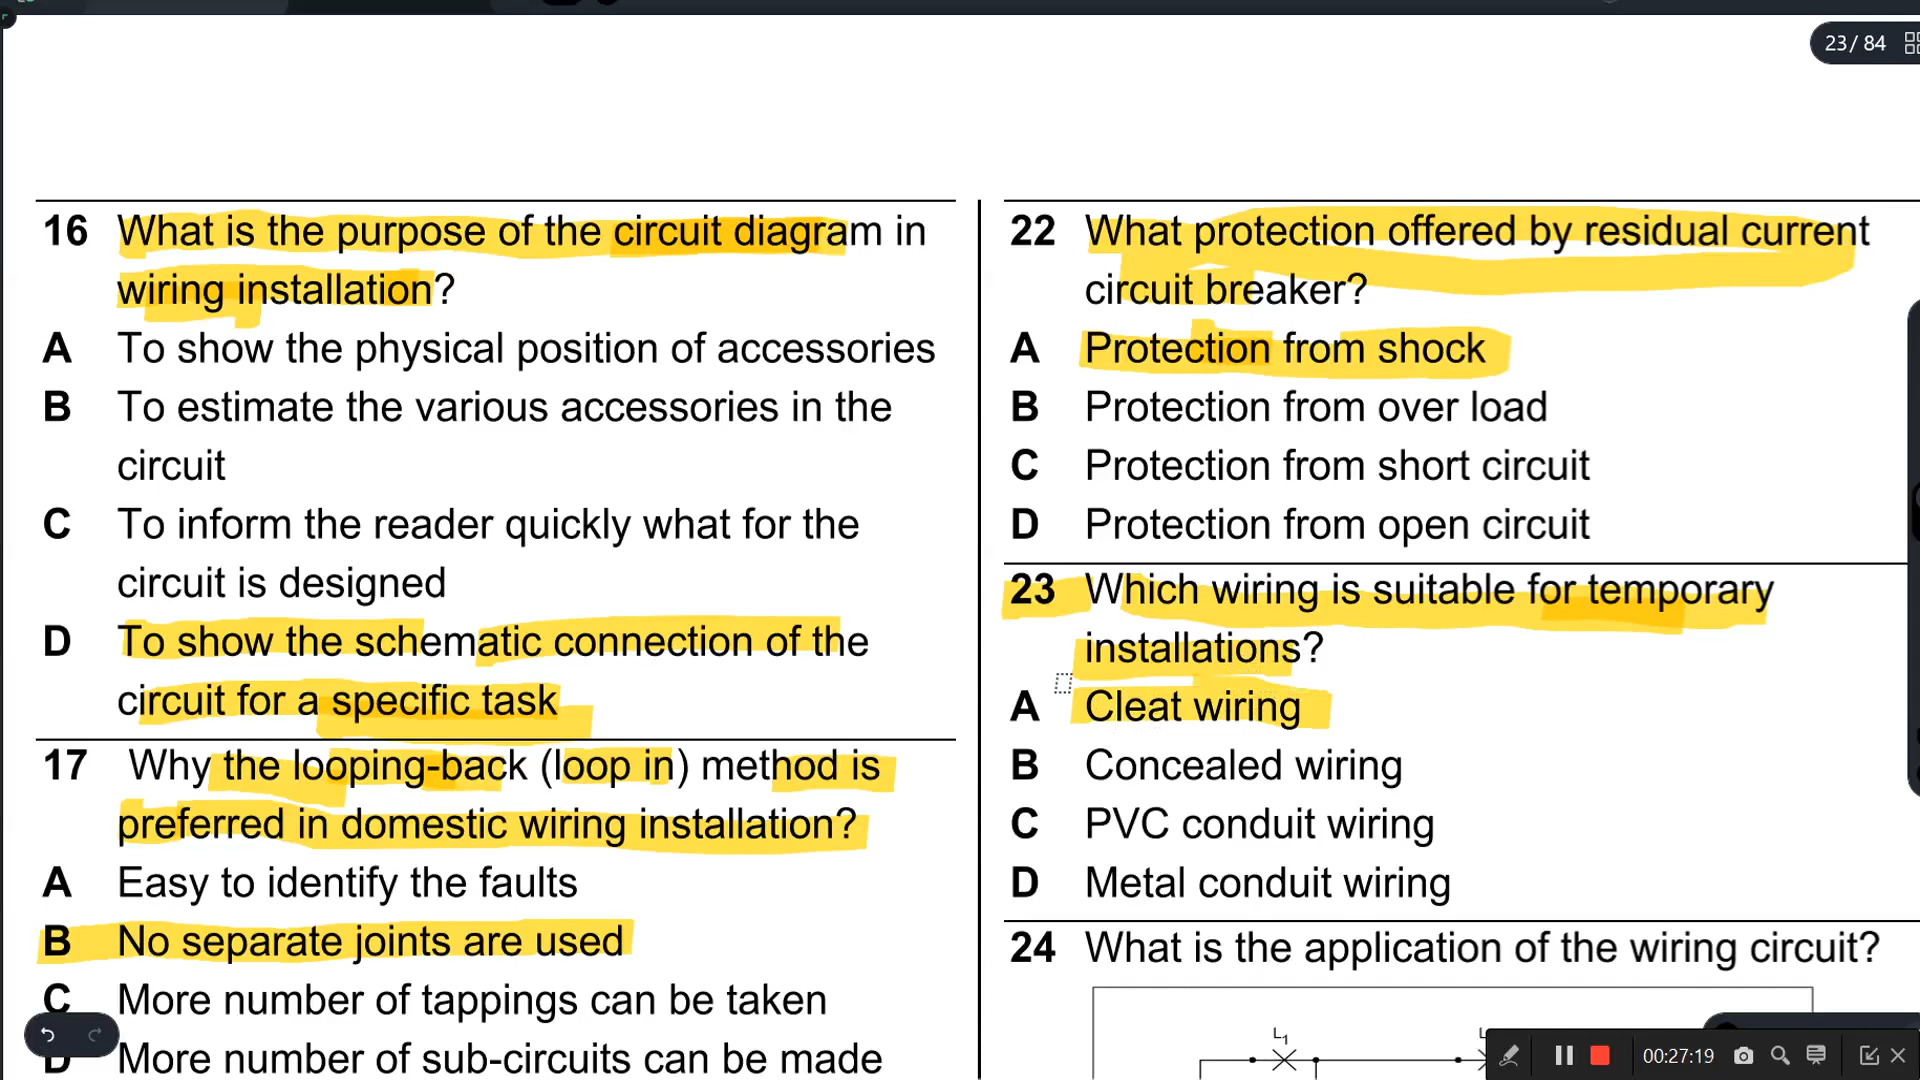 23/ 84
16 What is the purpose of the circuit diagram in
wiring installation?
A To show the physical position of accessories
B To estimate the various accessories in the
circuit
C To inform the reader quickly what for the
circuit is designed
D To show the schematic connection of the
circuit for a specific task
17 Why the looping-back (loop in) method is
preferred in domestic wiring installation?
A Easy to identify the faults
B No separate joints are used
C More number of tappings can be taken
D More number of sub-circuits can be made
22 What protection offered by residual current
circuit breaker?
A Protection from shock
B Protection from over load
C Protection from short circuit
D Protection from open circuit
23 Which wiring is suitable for temporary
installations?
A Cleat wiring
B Concealed wiring
C PVC conduit wiring
D Metal conduit wiring
24 What is the application of the wiring circuit?
L1
00:27:19